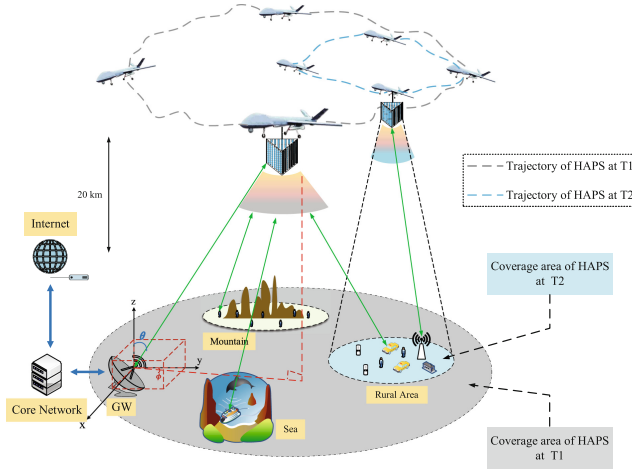 20 km
Trajectory of HAPS at T1
Trajectory of HAPS at T2
Internet
Coverage area of HAPS
at T2
z
θ
Mountain
y
ϕ
Core Network
GW
x
Sea
Rural Area
Coverage area of HAPS
at T1